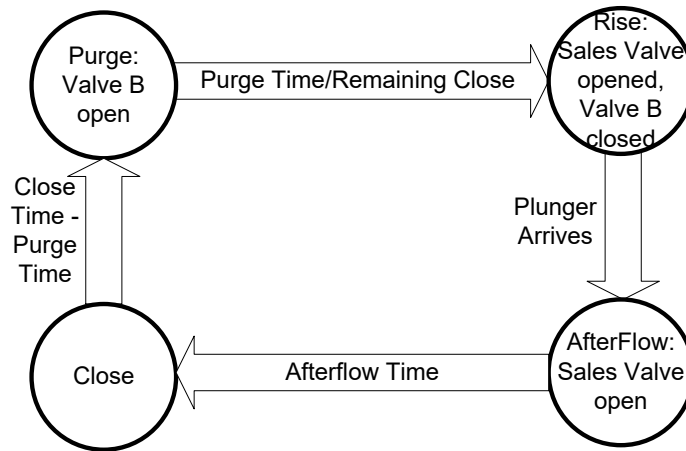 Purge:
Valve B
open
Purge Time/Remaining Close
Rise:
Sales Valve
opened,
Valve B
closed
Close
Time -
Purge
Time
Plunger
Arrives
Close
Afterflow Time
AfterFlow:
Sales Valve
open